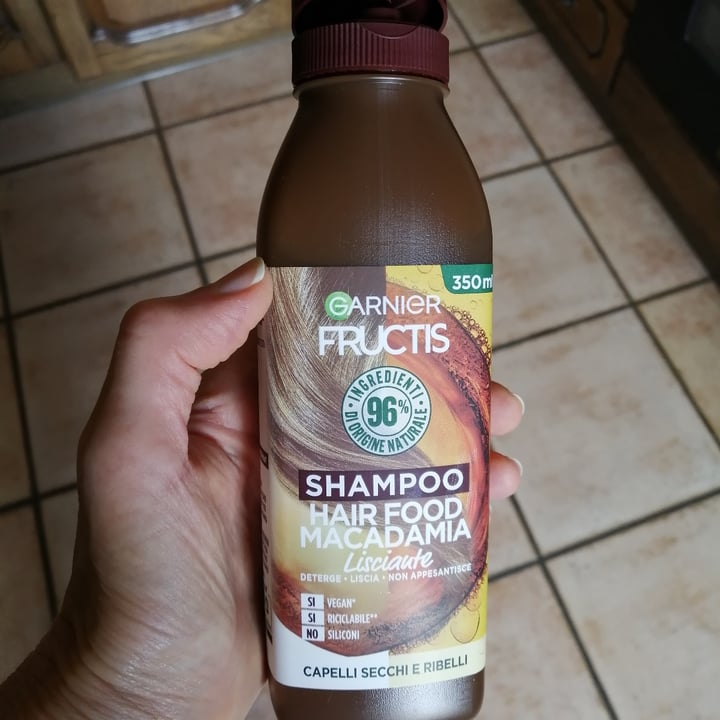 350 ml
GARNIER
FRUCTIS
INGREDIENTI
96%
DI ORIGINE NATURALE
SHAMPOO
HAIR FOOD
MACADAMIA
Lisciante
DETERGE • LISCIA • NON APPESANTISCE
SI VEGAN*
SI RICICLABILE**
NO SILICONI
CAPELLI SECCHI E RIBELLI